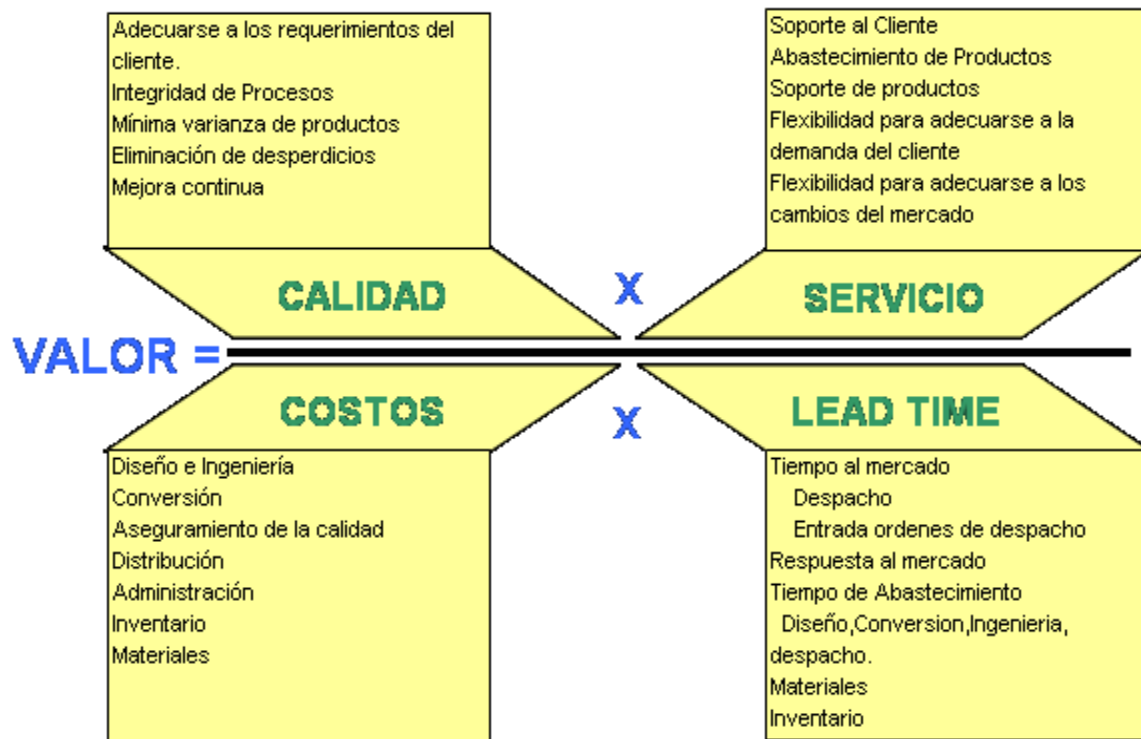 Adecuarse a los requerimientos del
cliente.
Integridad de Procesos
Mínima varianza de productos
Eliminación de desperdicios
Mejora continua
Soporte al Cliente
Abastecimiento de Productos
Soporte de productos
Flexibilidad para adecuarse a la
demanda del cliente
Flexibilidad para adecuarse a los
cambios del mercado
CALIDAD
X
SERVICIO
VALOR =
COSTOS
X
LEAD TIME
Diseño e Ingeniería
Conversión
Aseguramiento de la calidad
Distribución
Administración
Inventario
Materiales
Tiempo al mercado
Despacho
Entrada ordenes de despacho
Respuesta al mercado
Tiempo de Abastecimiento
Diseño,Conversion,Ingenieria,
despacho.
Materiales
Inventario